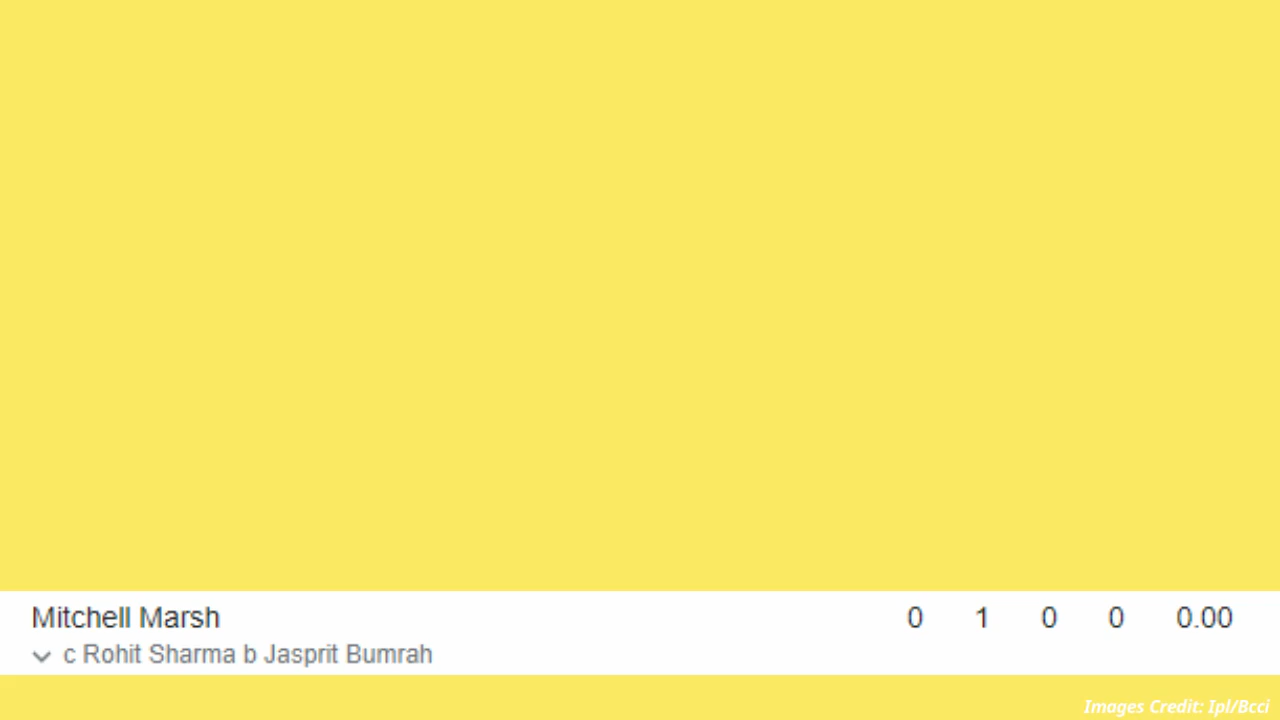 Mitchell Marsh 0 1 0 0 0.00
c Rohit Sharma b Jasprit Bumrah
Images Credit: Ipl/Bcci